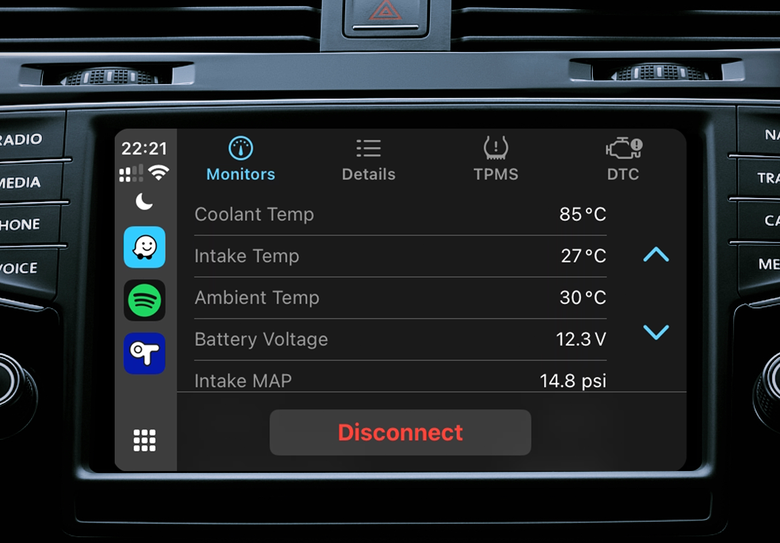 RADIO
MEDIA
PHONE
VOICE
22:21
Monitors
Details
TPMS
DTC
Coolant Temp 85°C
Intake Temp 27°C
Ambient Temp 30°C
Battery Voltage 12.3 V
Intake MAP 14.8 psi
Disconnect
NA
TRA
CA
ME